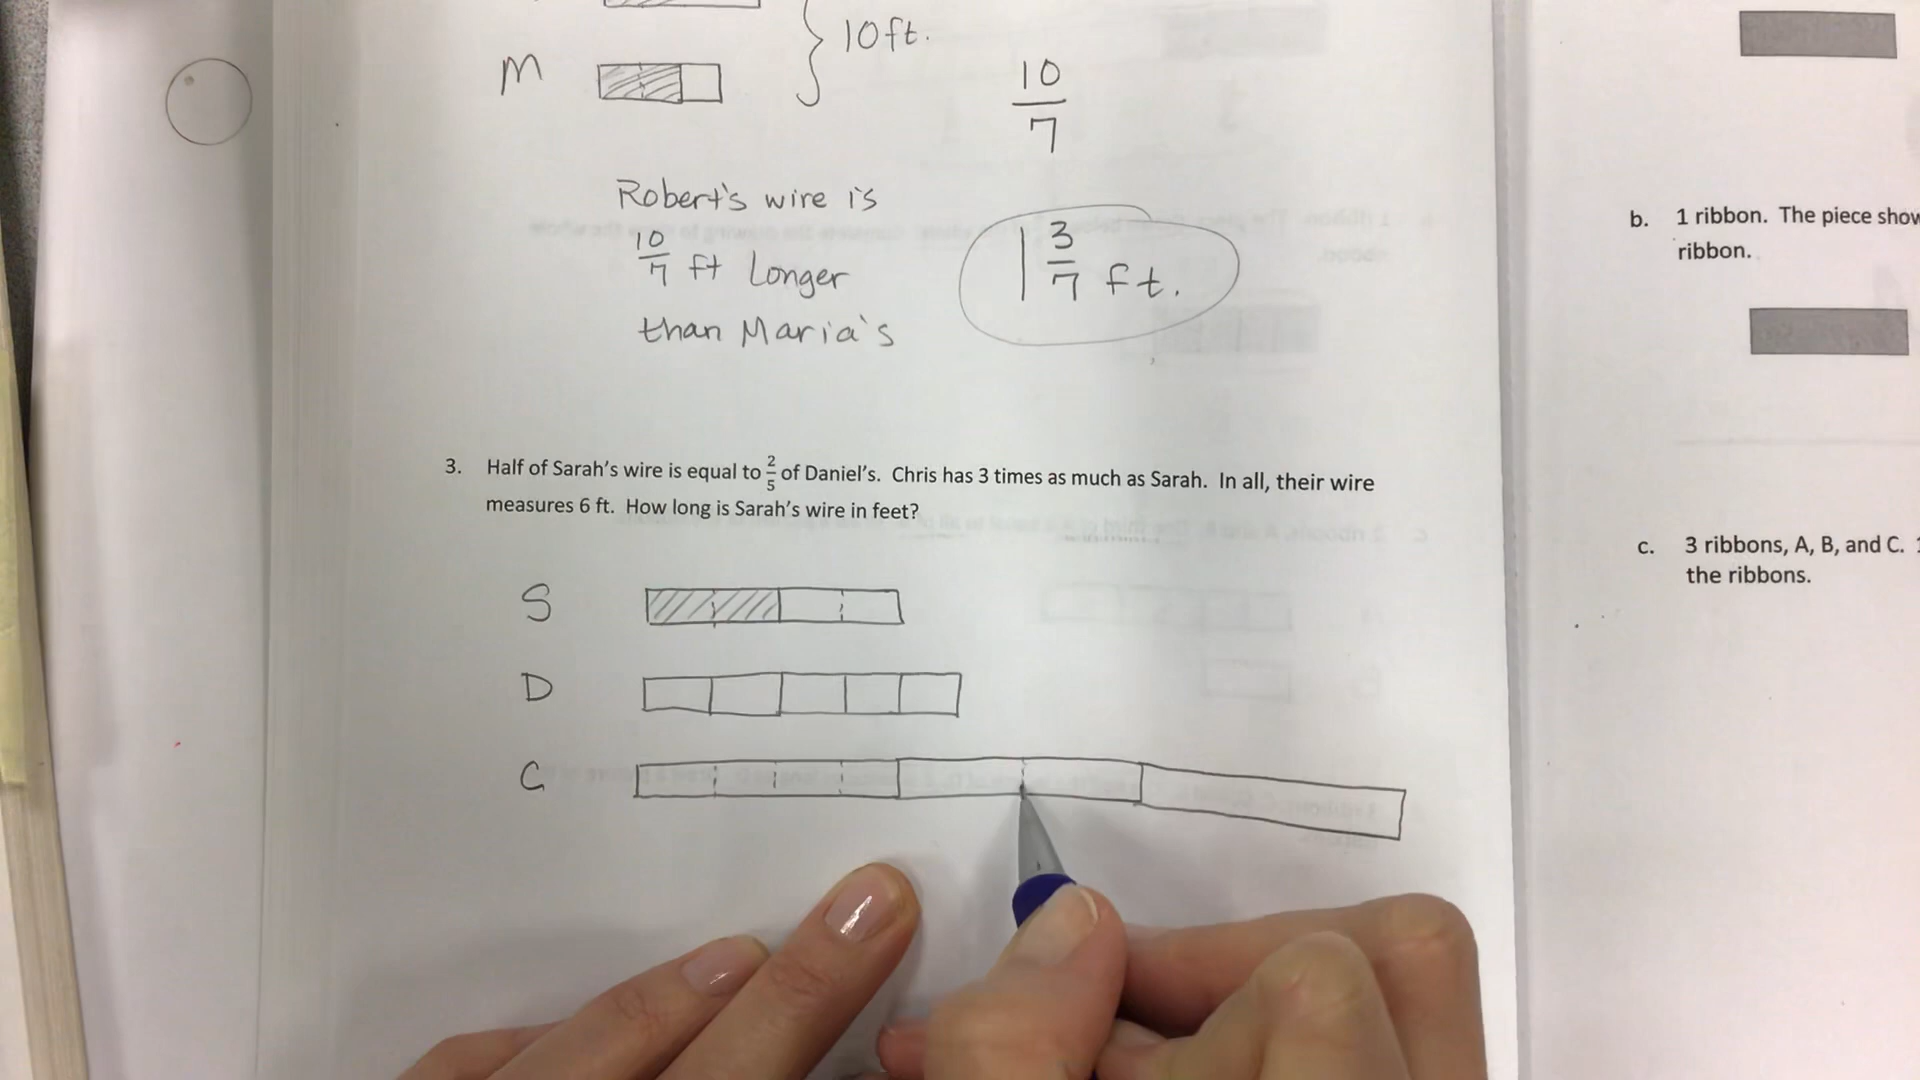 10ft.
M
10
7
Robert's wire is
10
7 ft Longer
than Maria's
1 3/7 ft.
3. Half of Sarah's wire is equal to 2/5 of Daniel's. Chris has 3 times as much as Sarah. In all, their wire
measures 6 ft. How long is Sarah's wire in feet?
S
D
C
b. 1 ribbon. The piece show
ribbon.
c. 3 ribbons, A, B, and C.
the ribbons.